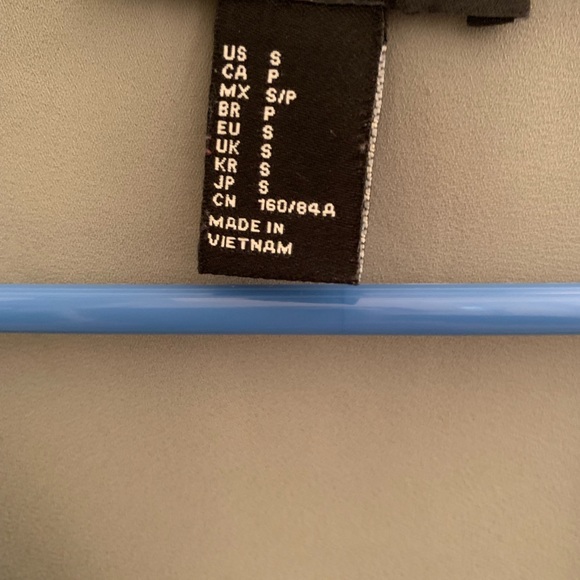 US S
CA P
MX S/P
BR P
EU S
UK S
KR S
JP S
CN 160/84A
MADE IN
VIETNAM